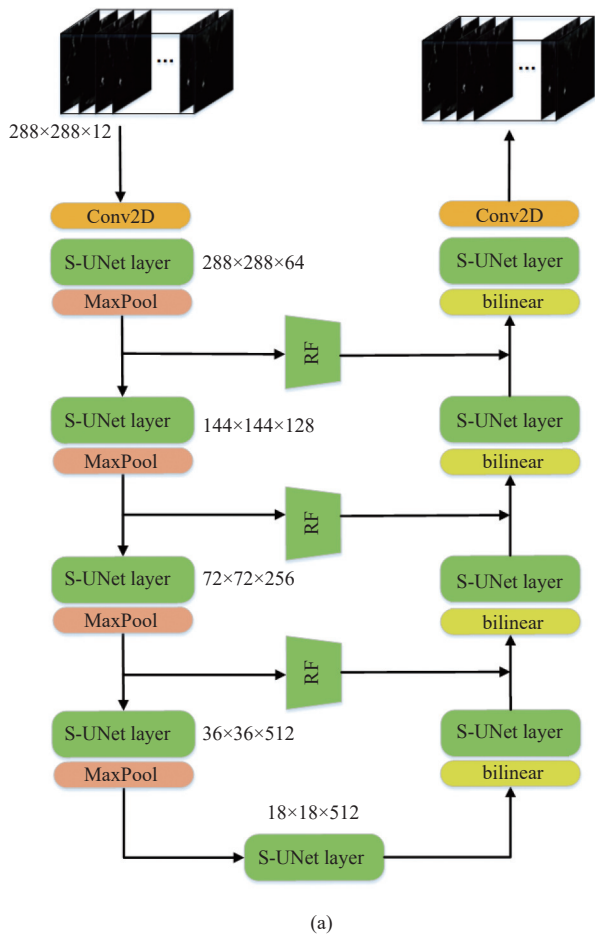 ...
...
288×288×12
Conv2D
Conv2D
S-UNet layer
288×288×64
S-UNet layer
MaxPool
bilinear
RF
S-UNet layer
144×144×128
S-UNet layer
MaxPool
bilinear
RF
S-UNet layer
72×72×256
S-UNet layer
MaxPool
bilinear
RF
S-UNet layer
36×36×512
S-UNet layer
MaxPool
bilinear
18×18×512
S-UNet layer
(a)